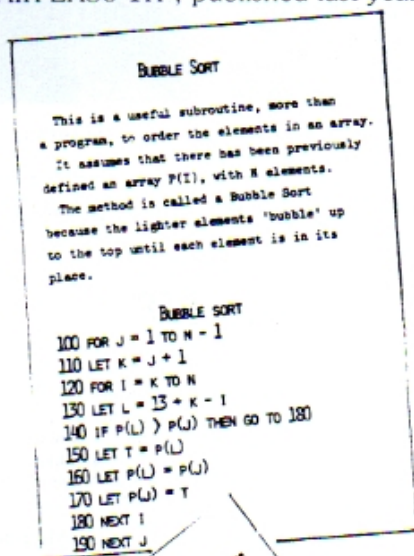 published last year
BUBBLE SORT
This is a useful subroutine, more than
a program, to order the elements in an array.
It assumes that there has been previously
defined an array P(I), with N elements.
The method is called a Bubble Sort
because the lighter elements 'bubble' up
to the top until each element is in its
place.
BUBBLE SORT
100 FOR J = 1 TO N - 1
110 LET K = J + 1
120 FOR I = K TO N
130 LET L = 13 + K - I
140 IF P(L) > P(J) THEN GO TO 180
150 LET T = P(L)
160 LET P(L) = P(J)
170 LET P(J) = T
180 NEXT I
190 NEXT J